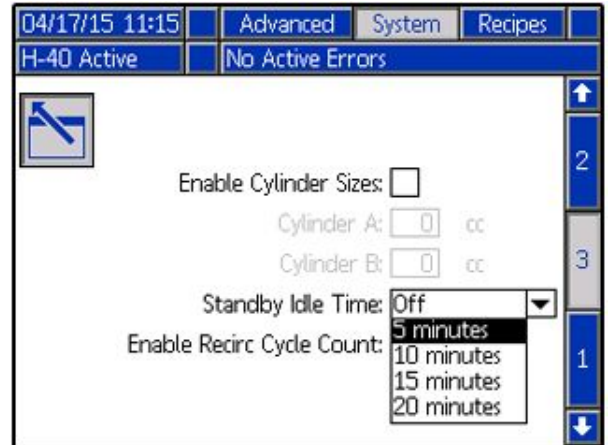 04/17/15 11:15 Advanced System Recipes
H-40 Active No Active Errors
2
Enable Cylinder Sizes:
Cylinder A: 0 cc
Cylinder B: 0 cc
3
Standby Idle Time: Off
5 minutes
Enable Recirc Cycle Count:
10 minutes
1
15 minutes
20 minutes